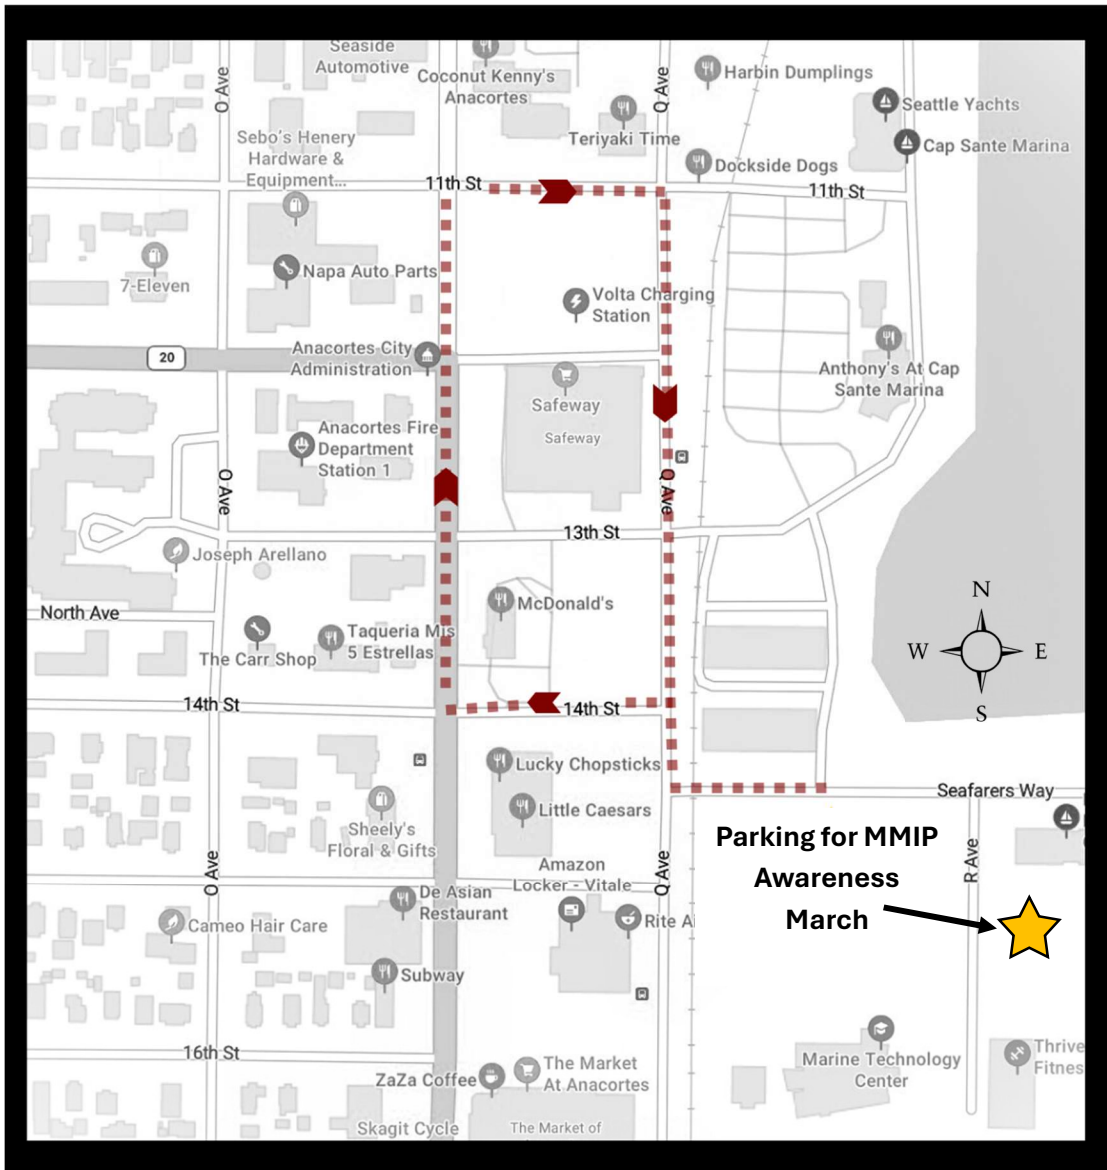 Seaside
Automotive
Coconut Kenny's
Anacortes
O Ave
Q Ave
Harbin Dumplings
Teriyaki Time
Seattle Yachts
Cap Sante Marina
Sebo's Henery
Hardware &
Equipment...
Dockside Dogs
11th St
11th St
7-Eleven
Napa Auto Parts
Volta Charging
Station
20
Anacortes City
Administration
Safeway
Safeway
Anthony's At Cap
Sante Marina
Anacortes Fire
Department
Station 1
O Ave
Q Ave
13th St
Joseph Arellano
North Ave
McDonald's
The Carr Shop
Taqueria Mis
5 Estrellas
N
W
E
S
14th St
14th St
Lucky Chopsticks
Little Caesars
Seafarers Way
Sheely's
Floral & Gifts
Parking for MMIP
Awareness
March
O Ave
Q Ave
R Ave
Amazon
Locker - Vitale
De Asian
Restaurant
Cameo Hair Care
Rite Ai
Subway
16th St
ZaZa Coffee
The Market
At Anacortes
Marine Technology
Center
Thrive
Fitnes
Skagit Cycle
The Market of